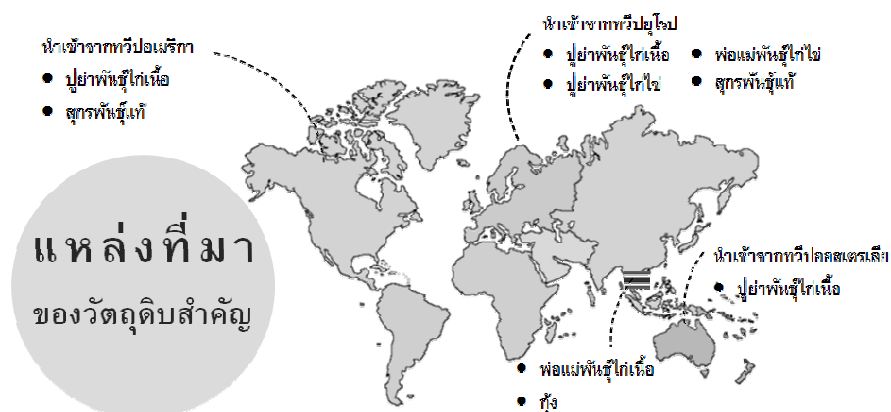 นำเข้าจากทวีปอเมริกา
● ปู่ย่าพันธุ์ไก่เนื้อ
● สุกรพันธุ์แท้
นำเข้าจากทวีปยุโรป
● ปู่ย่าพันธุ์ไก่เนื้อ ● พ่อแม่พันธุ์ไก่ไข่
● ปู่ย่าพันธุ์ไก่ไข่ ● สุกรพันธุ์แท้
แหล่งที่มา
ของวัตถุดิบสำคัญ
นำเข้าจากทวีปออสเตรเลีย
● ปู่ย่าพันธุ์ไก่เนื้อ
● พ่อแม่พันธุ์ไก่เนื้อ
● กุ้ง